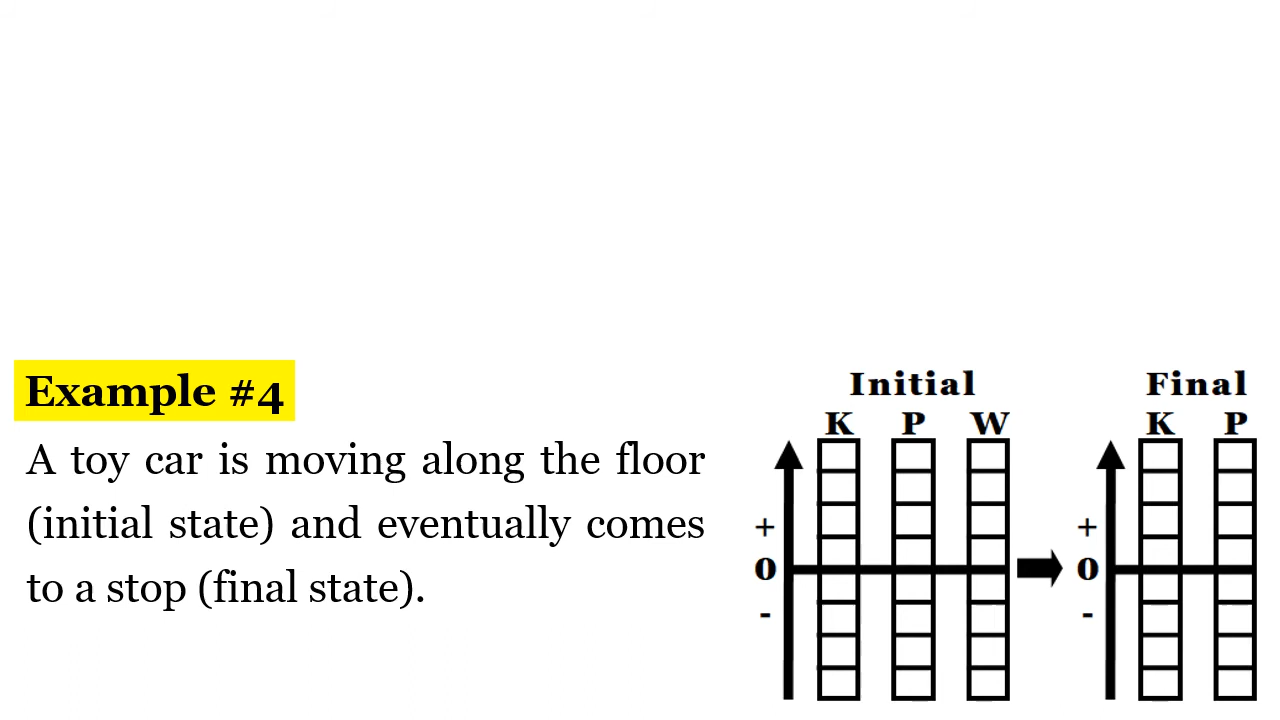 Example #4
A toy car is moving along the floor
(initial state) and eventually comes
to a stop (final state).
Initial
K P W
+
0
-
Final
K P
+
0
-